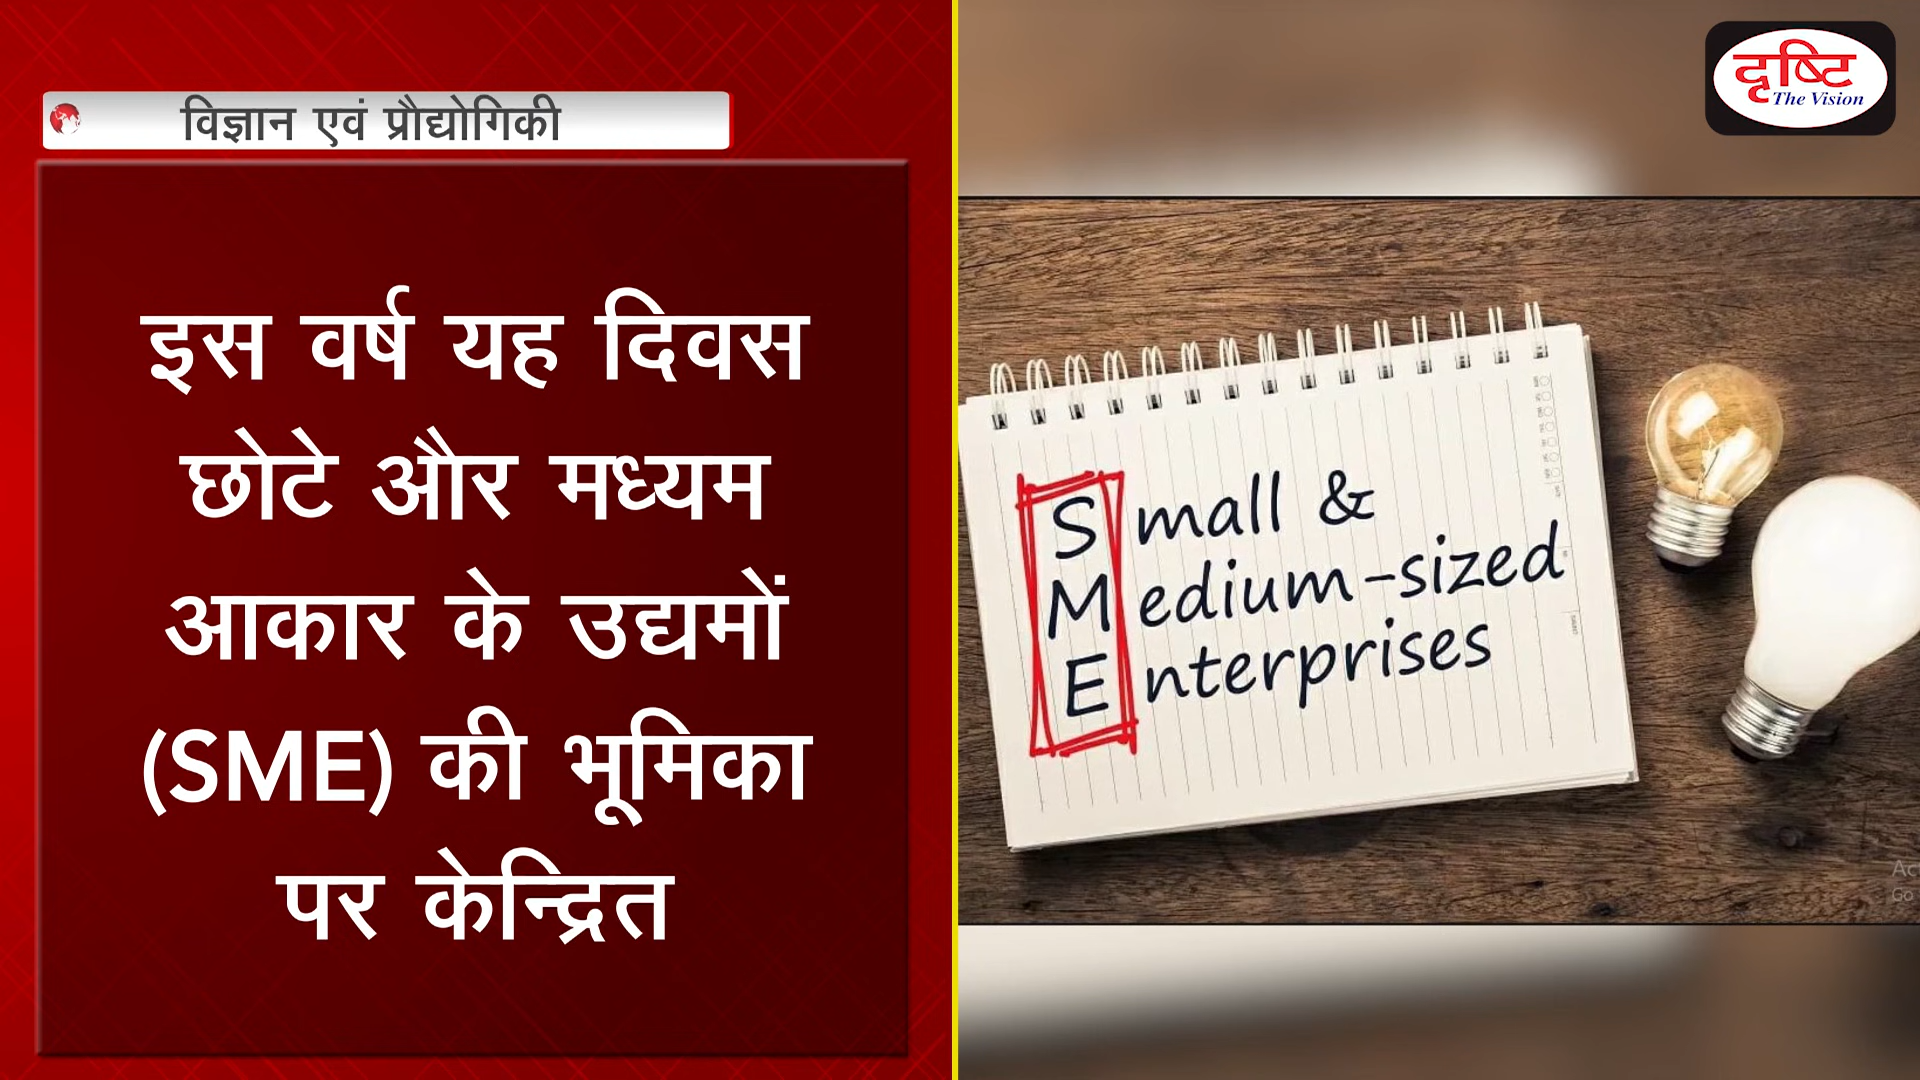 विज्ञान एवं प्रौद्योगिकी
इस वर्ष यह दिवस
छोटे और मध्यम
आकार के उद्यमों
(SME) की भूमिका
पर केन्द्रित
दृष्टि
The Vision
Small &
Medium-sized
Enterprises
Go